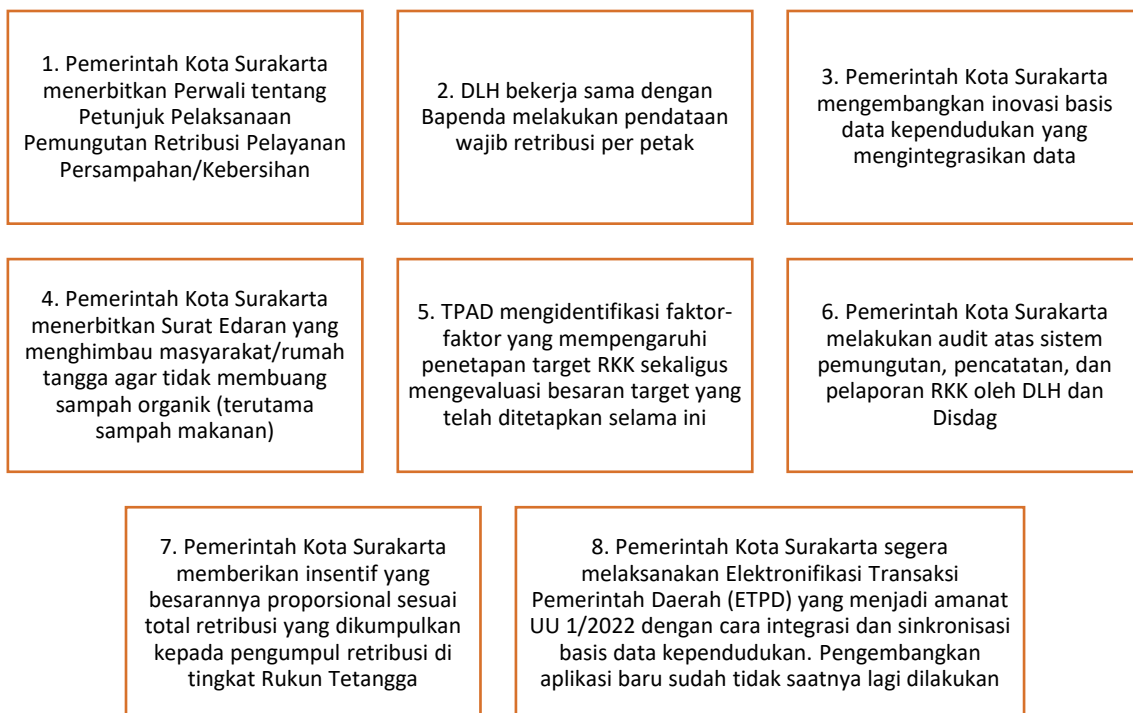 1. Pemerintah Kota Surakarta
menerbitkan Perwali tentang
Petunjuk Pelaksanaan
Pemungutan Retribusi Pelayanan
Persampahan/Kebersihan
2. DLH bekerja sama dengan
Bapenda melakukan pendataan
wajib retribusi per petak
3. Pemerintah Kota Surakarta
mengembangkan inovasi basis
data kependudukan yang
mengintegrasikan data
4. Pemerintah Kota Surakarta
menerbitkan Surat Edaran yang
menghimbau masyarakat/rumah
tangga agar tidak membuang
sampah organik (terutama
sampah makanan)
5. TPAD mengidentifikasi faktor-
faktor yang mempengaruhi
penetapan target RKK sekaligus
mengevaluasi besaran target yang
telah ditetapkan selama ini
6. Pemerintah Kota Surakarta
melakukan audit atas sistem
pemungutan, pencatatan, dan
pelaporan RKK oleh DLH dan
Disdag
7. Pemerintah Kota Surakarta
memberikan insentif yang
besarannya proporsional sesuai
total retribusi yang dikumpulkan
kepada pengumpul retribusi di
tingkat Rukun Tetangga
8. Pemerintah Kota Surakarta segera
melaksanakan Elektronifikasi Transaksi
Pemerintah Daerah (ETPD) yang menjadi amanat
UU 1/2022 dengan cara integrasi dan sinkronisasi
basis data kependudukan. Pengembangkan
aplikasi baru sudah tidak saatnya lagi dilakukan